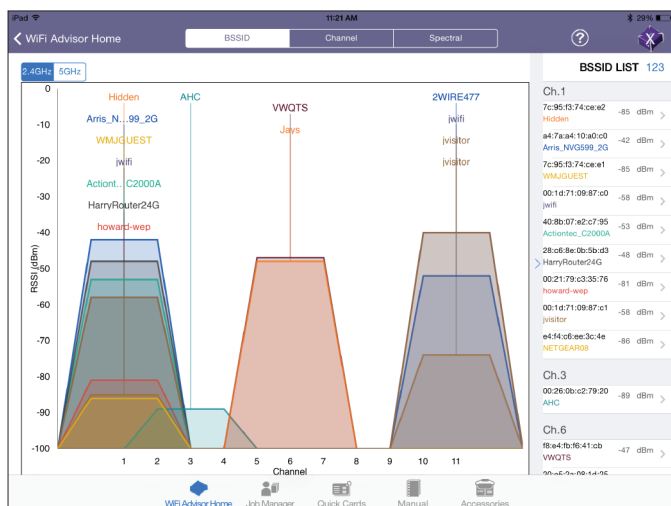 iPad 11:21 AM 29%
WiFi Advisor Home BSSID Channel Spectral ? X
2.4GHz 5GHz
BSSID LIST 123
0
-10
-20
-30
-40
-50
-60
-70
-80
-90
-100
RSSI (dBm)
Hidden
Arris_N...99_2G
WMJGUEST
jwifi
Actiontec...C2000A
HarryRouter24G
howard-wep
AHC
VWQTS
Jays
2WIRE477
jwifi
jvisitor
jvisitor
1 2 3 4 5 6 7 8 9 10 11
Channel
Ch.1
7c:95:f3:74:ce:e2 -85 dBm
Hidden
a4:7a:a4:10:a0:c0 -42 dBm
Arris_NVG599_2G
7c:95:f3:74:ce:e1 -85 dBm
WMJGUEST
00:1d:71:09:87:c0 -58 dBm
jwifi
40:8b:07:e2:c7:95 -53 dBm
Actiontec_C2000A
28:c6:8e:0b:5b:d3 -48 dBm
HarryRouter24G
00:21:79:c3:35:76 -81 dBm
howard-wep
00:1d:71:09:87:c1 -58 dBm
jvisitor
e4:f4:c6:ee:3c:4e -86 dBm
NETGEAR08
Ch.3
00:26:0b:c2:79:20 -89 dBm
AHC
Ch.6
f8:e4:fb:f6:41:cb -47 dBm
VWQTS
WiFi Advisor Home Job Manager Quick Cards Manual Accessories